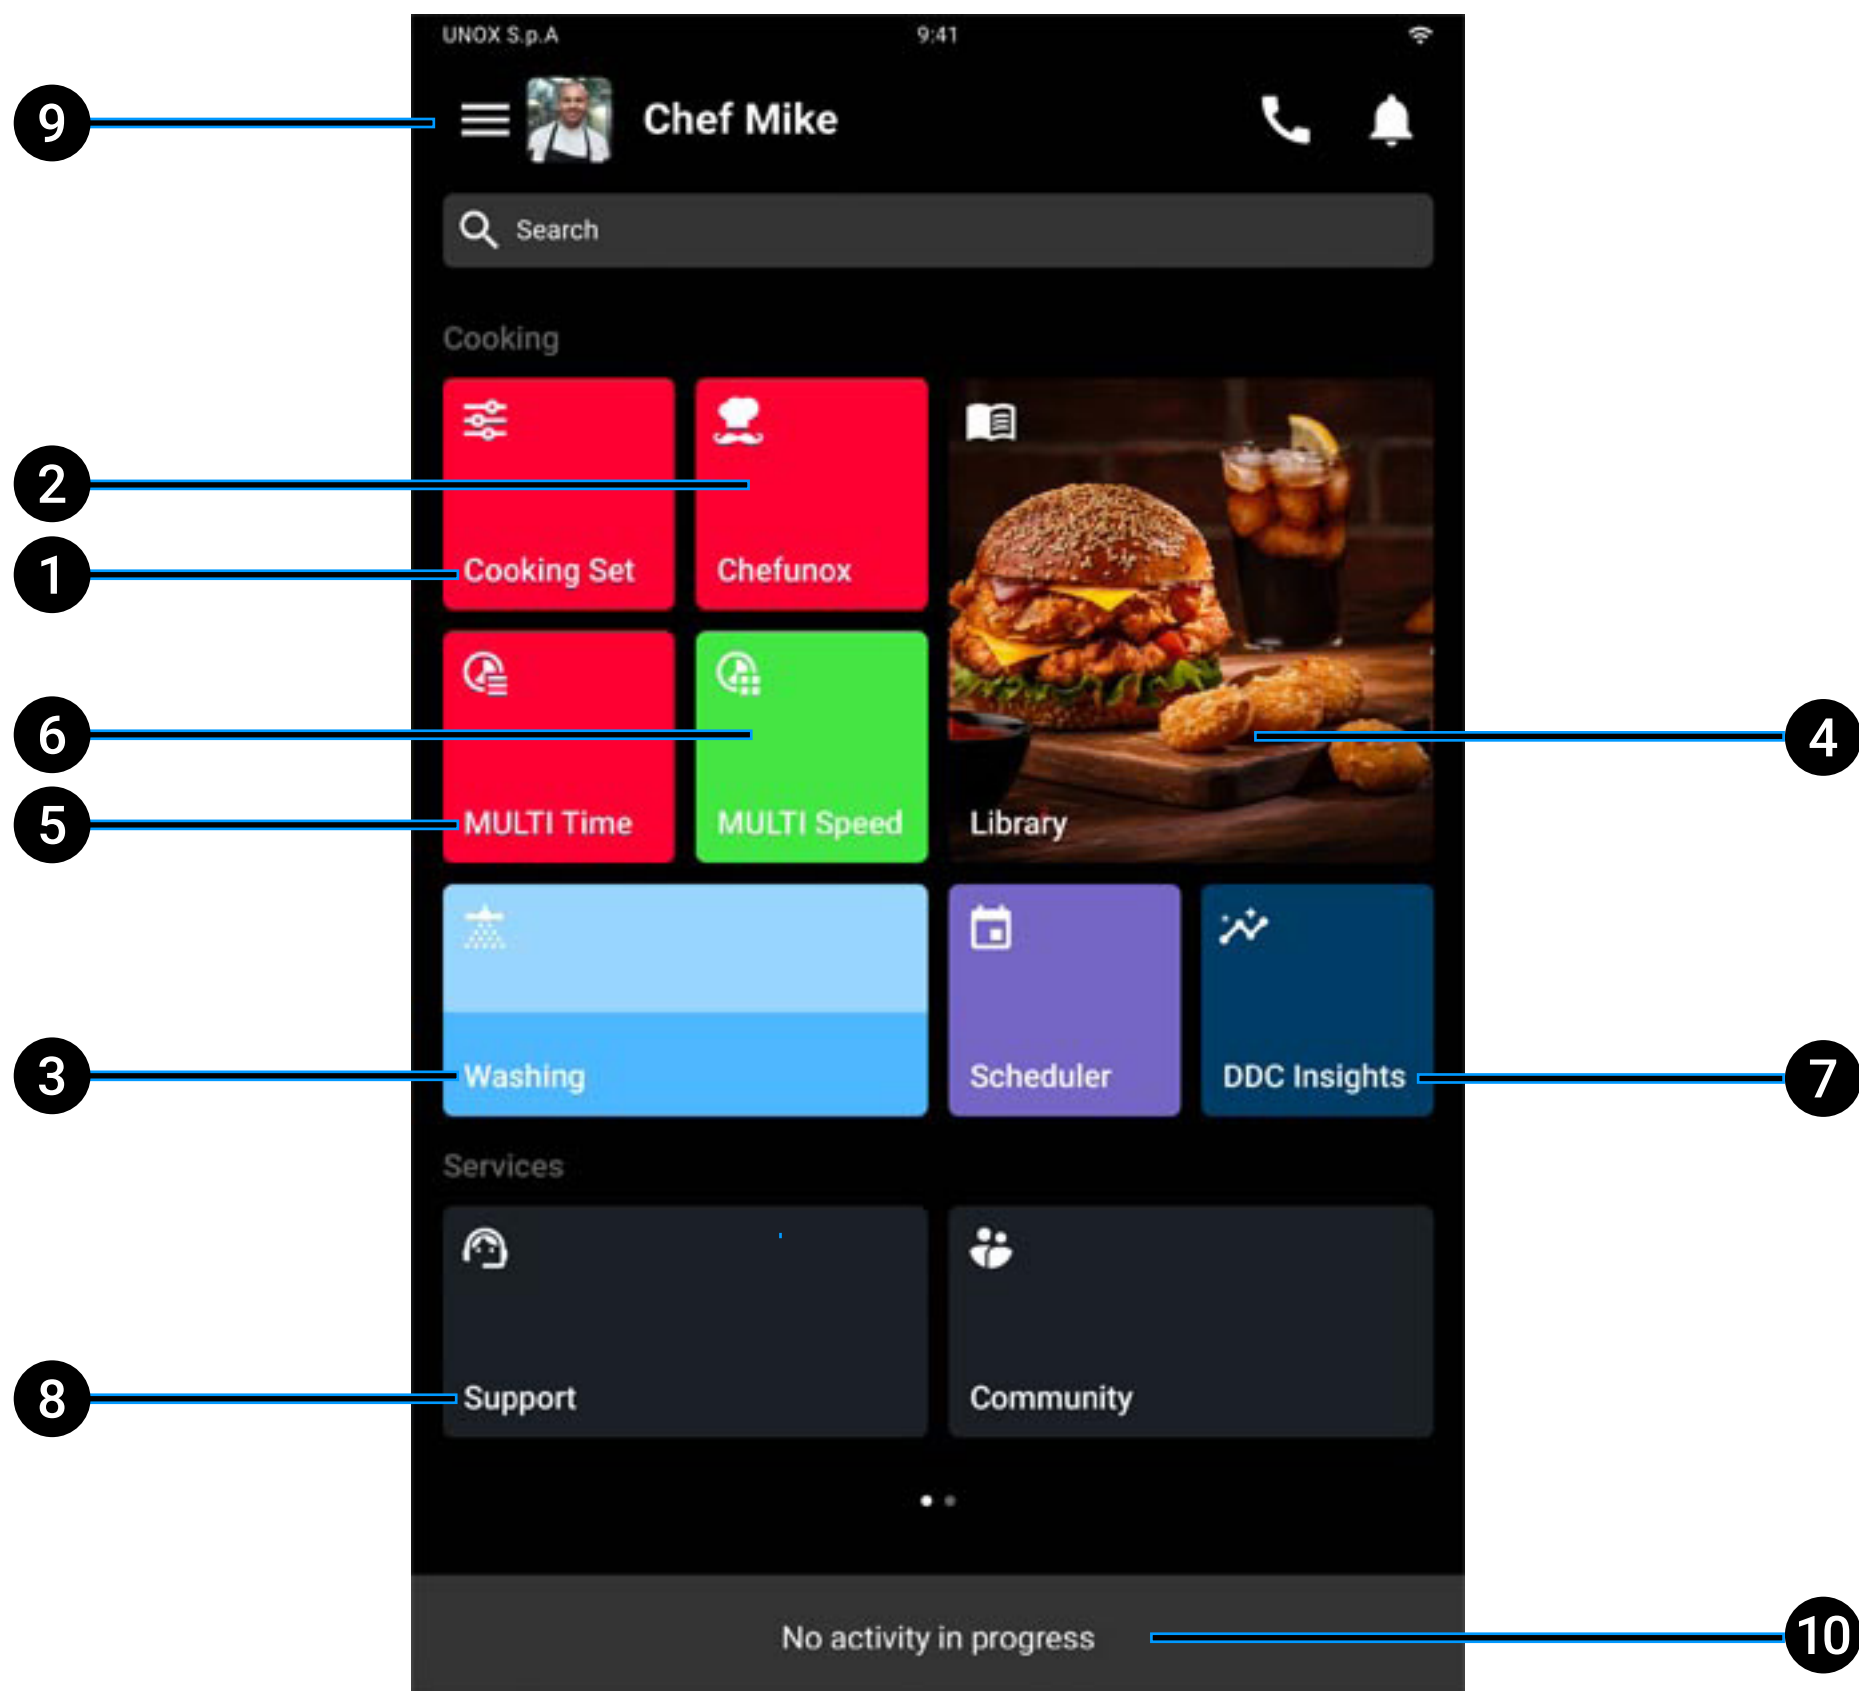 UNOX S.p.A 9:41
9 Chef Mike
Search
Cooking
2
1 Cooking Set Chefunox
6 4
5 MULTI Time MULTI Speed Library
3 Washing Scheduler DDC Insights 7
Services
8 Support Community
No activity in progress 10